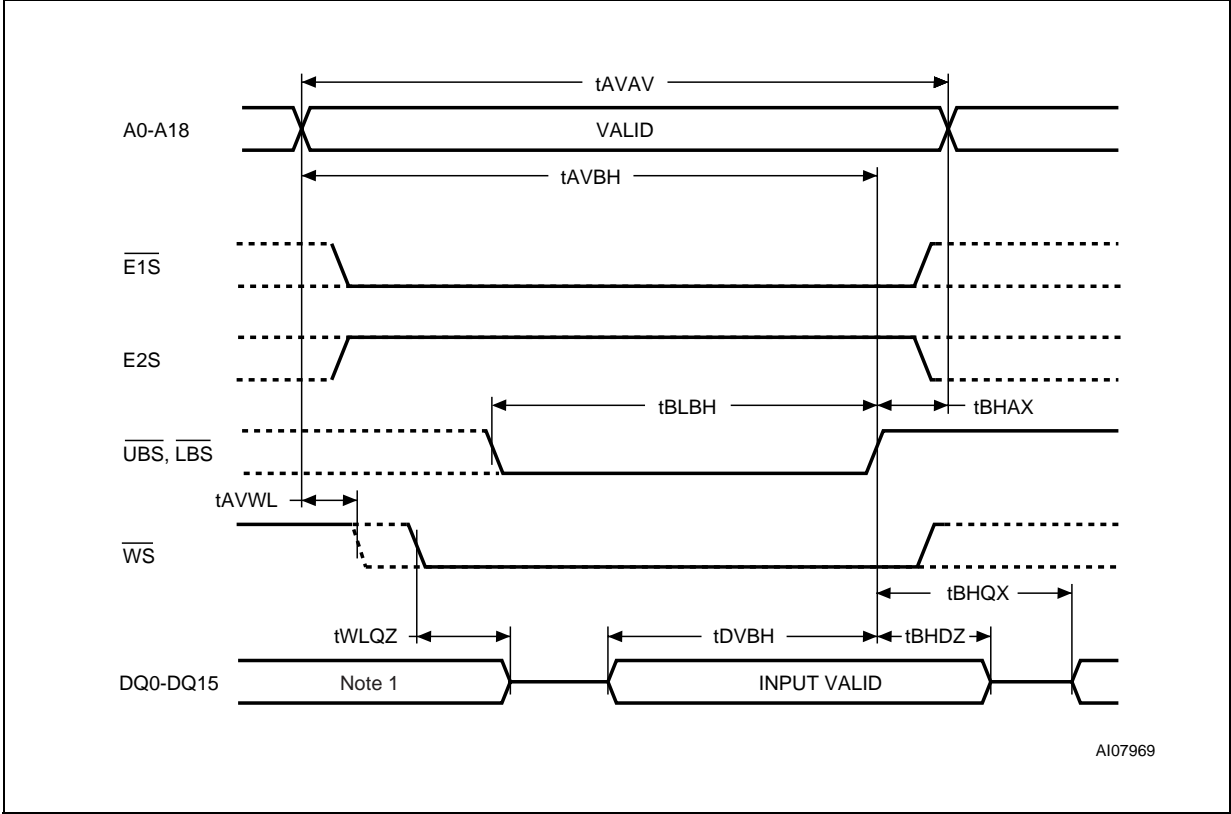 tAVAV
A0-A18 VALID
tAVBH
E1S
E2S
tBLBH tBHAX
UBS, LBS
tAVWL
WS
tBHQX
tWLQZ tDVBH tBHDZ
DQ0-DQ15 Note 1 INPUT VALID
AI07969